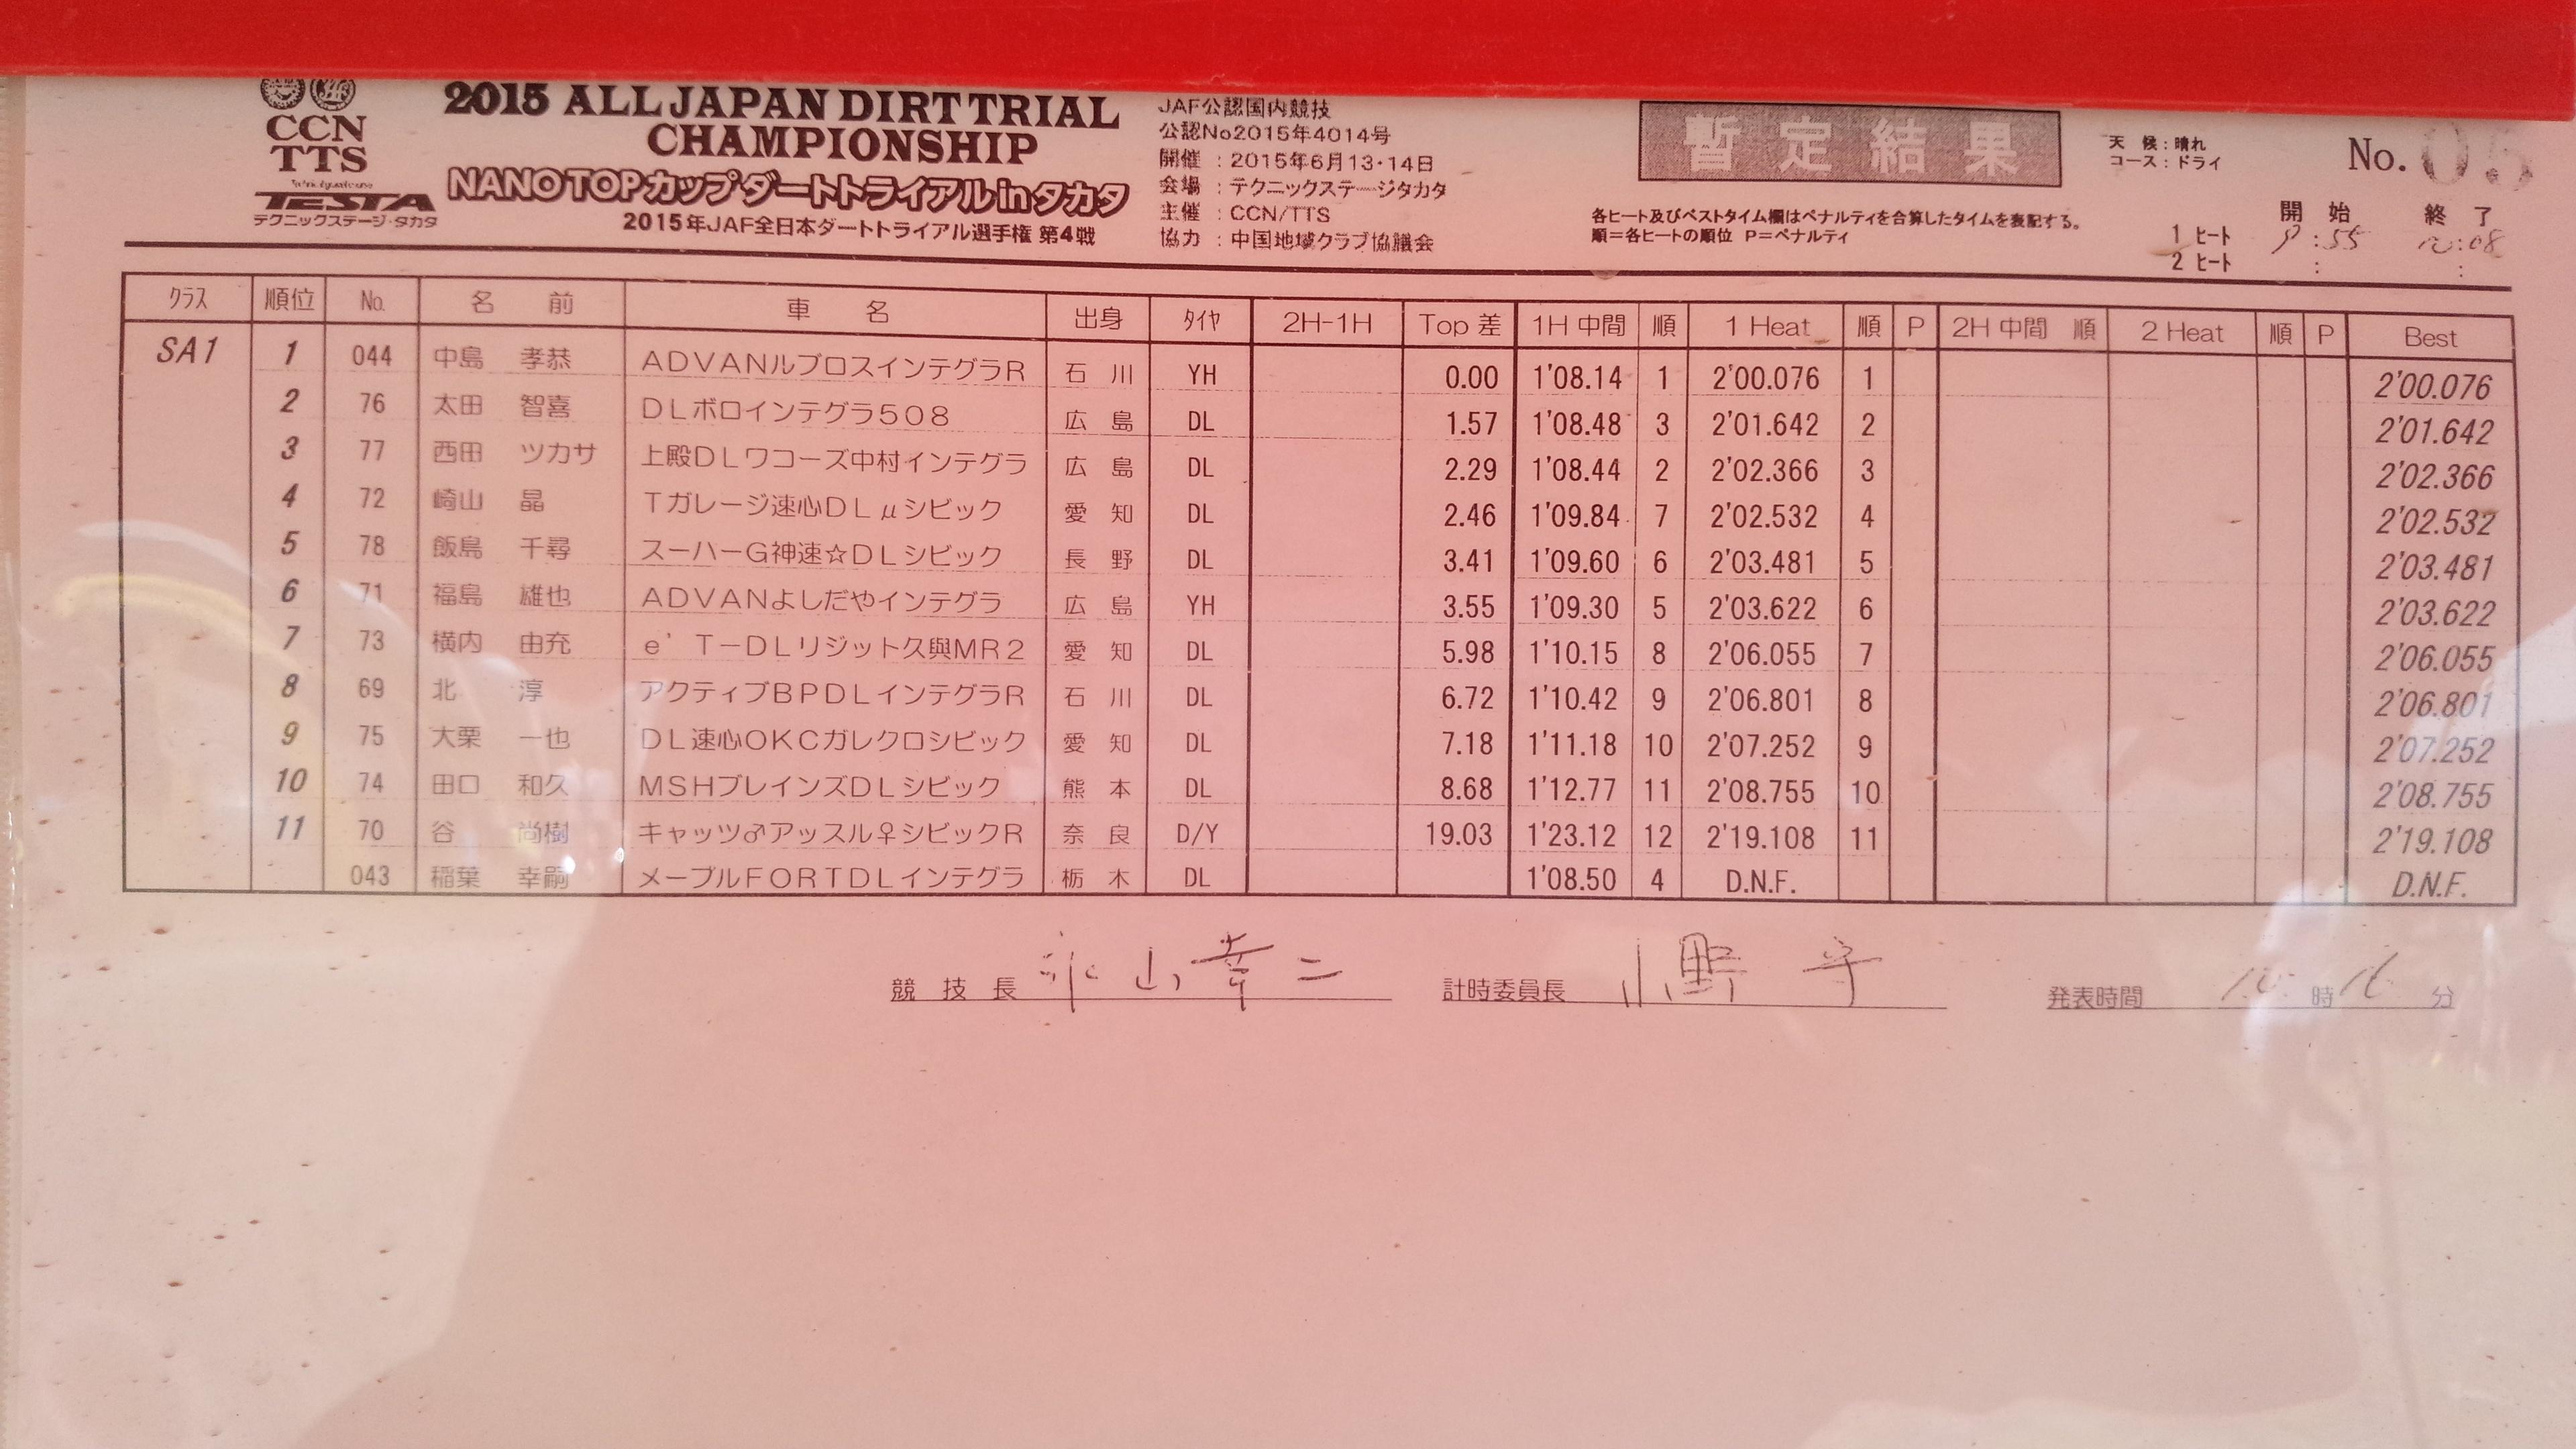 CCN
TTS
TESTA
テクニックステージ・タカタ
2015 ALL JAPAN DIRT TRIAL
CHAMPIONSHIP
NANO TOPカップダートトライアル in タカタ
2015年JAF全日本ダートトライアル選手権 第4戦
JAF公認国内競技
公認No2015年4014号
開催 : 2015年6月13・14日
会場 : テクニックステージタカタ
主催 : CCN/TTS
協力 : 中国地域クラブ協議会
暫定結果
各ヒート及びベストタイム欄はペナルティを合算したタイムを表記する。
順=各ヒートの順位 P=ペナルティ
天 候 : 晴れ
コース : ドライ
No. 05
開 始 終 了
1 ヒート 9:55 10:08
2 ヒート : :
クラス 順位 No. 名 前 車 名 出身 タイヤ 2H-1H Top 差 1H 中間 順 1 Heat 順 P 2H 中間 順 2 Heat 順 P Best
SA1 1 044 中島 孝恭 ADVANルブロスインテグラR 石 川 YH 0.00 1'08.14 1 2'00.076 1 2'00.076
2 76 太田 智喜 DLボロインテグラ508 広 島 DL 1.57 1'08.48 3 2'01.642 2 2'01.642
3 77 西田 ツカサ 上殿DLワコーズ中村インテグラ 広 島 DL 2.29 1'08.44 2 2'02.366 3 2'02.366
4 72 崎山 晶 Tガレージ速心DLμシビック 愛 知 DL 2.46 1'09.84 7 2'02.532 4 2'02.532
5 78 飯島 千尋 スーハーG神速☆DLシビック 長 野 DL 3.41 1'09.60 6 2'03.481 5 2'03.481
6 71 福島 雄也 ADVANよしだやインテグラ 広 島 YH 3.55 1'09.30 5 2'03.622 6 2'03.622
7 73 横内 由充 e'T-DLリジット久與MR2 愛 知 DL 5.98 1'10.15 8 2'06.055 7 2'06.055
8 69 北 淳 アクティブBPDLインテグラR 石 川 DL 6.72 1'10.42 9 2'06.801 8 2'06.801
9 75 大栗 一也 DL速心OKCガレクロシビック 愛 知 DL 7.18 1'11.18 10 2'07.252 9 2'07.252
10 74 田口 和久 MSHブレインズDLシビック 熊 本 DL 8.68 1'12.77 11 2'08.755 10 2'08.755
11 70 谷 尚樹 キャッツ♂アッスル♀シビックR 奈 良 D/Y 19.03 1'23.12 12 2'19.108 11 2'19.108
043 稲葉 幸嗣 メープルFORTDLインテグラ 栃 木 DL 1'08.50 4 D.N.F. D.N.F.
競 技 長 永山幸二 計時委員長 小野 守 発表時間 10 時 16 分